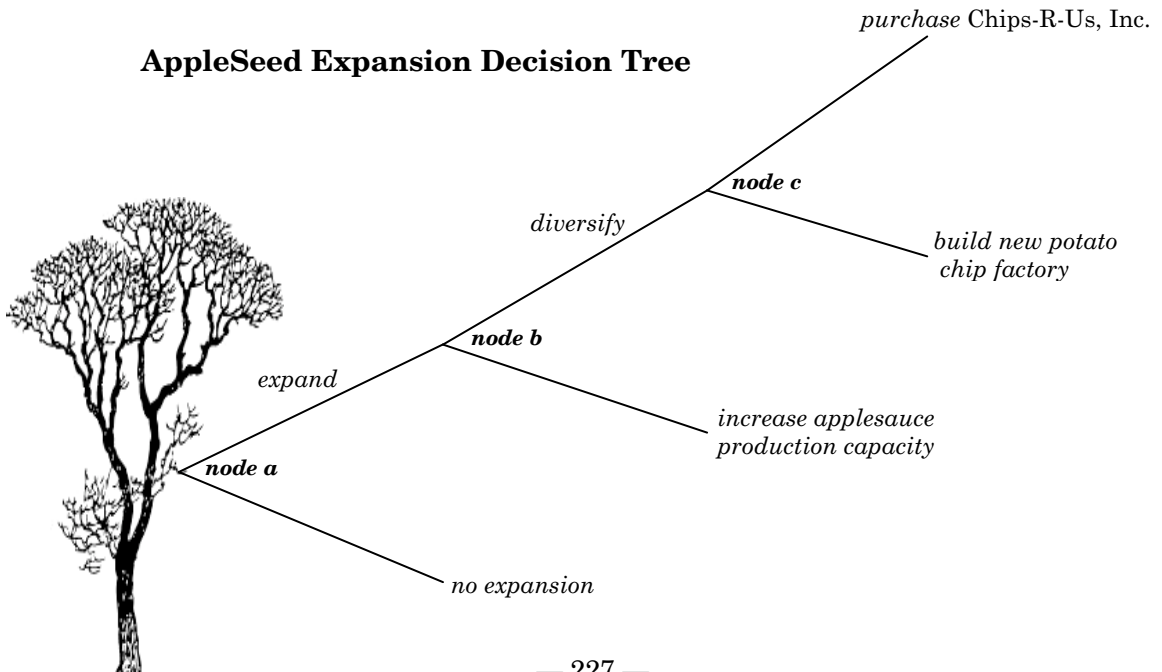 purchase Chips-R-Us, Inc.
AppleSeed Expansion Decision Tree
node c
diversify
build new potato
chip factory
node b
expand
increase applesauce
production capacity
node a
no expansion
— 227 —